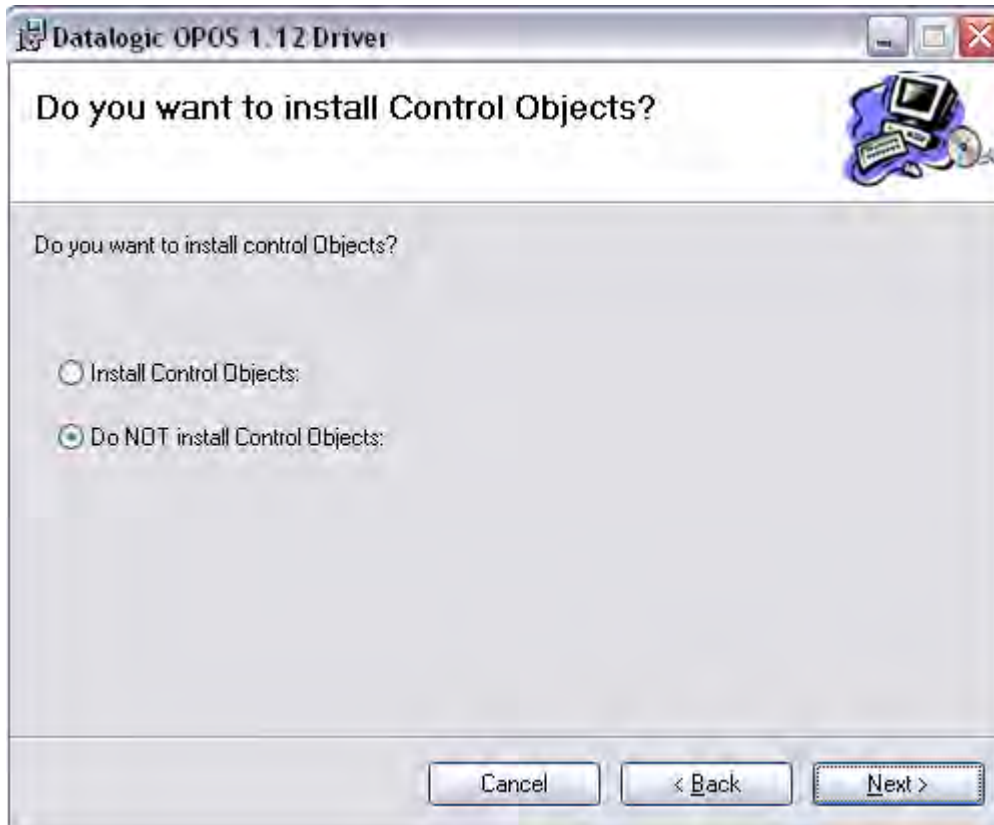 Datalogic OPOS 1.12 Driver
Do you want to install Control Objects?
Do you want to install control Objects?
Install Control Objects:
Do NOT install Control Objects:
Cancel
< Back
Next >